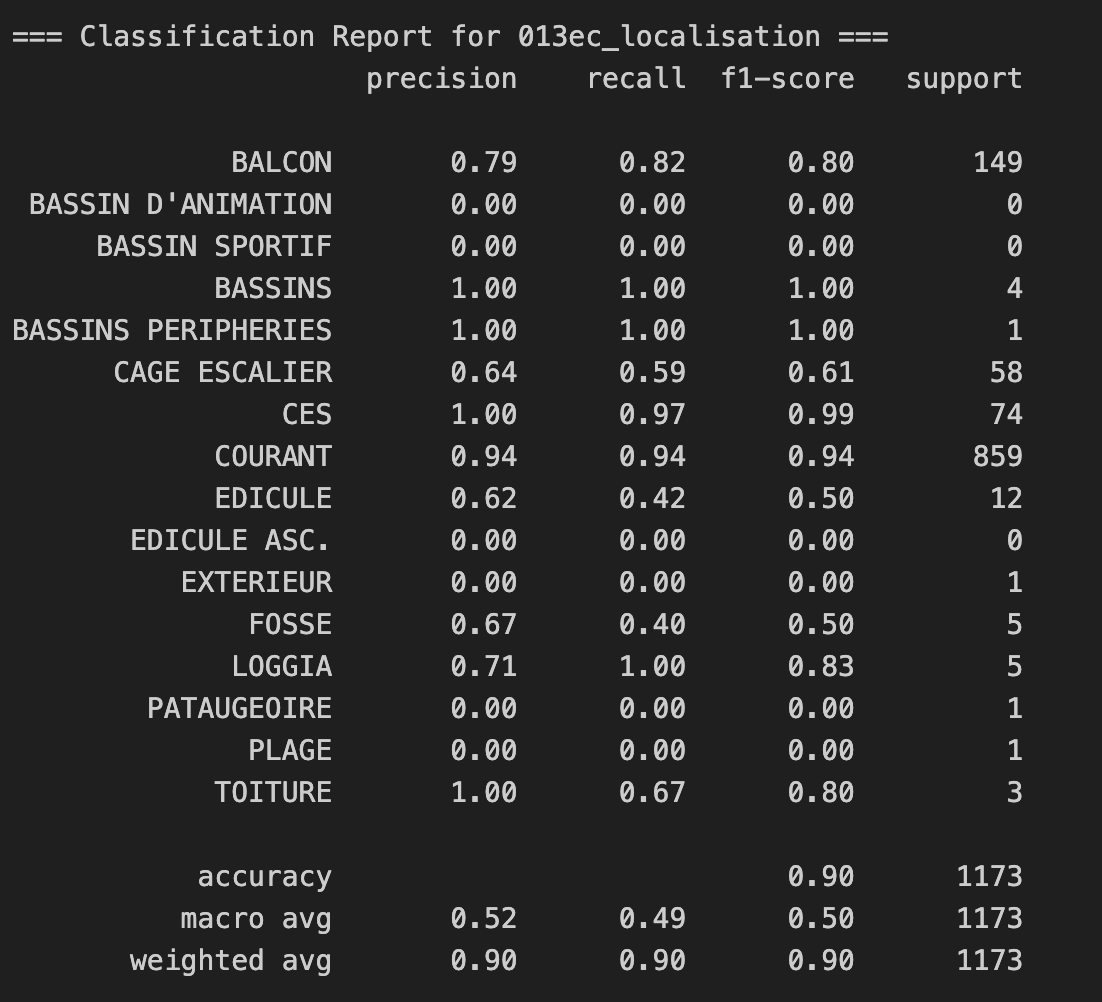 === Classification Report for 013ec_localisation ===
precision recall f1-score support
BALCON 0.79 0.82 0.80 149
BASSIN D'ANIMATION 0.00 0.00 0.00 0
BASSIN SPORTIF 0.00 0.00 0.00 0
BASSINS 1.00 1.00 1.00 4
BASSINS PERIPHERIES 1.00 1.00 1.00 1
CAGE ESCALIER 0.64 0.59 0.61 58
CES 1.00 0.97 0.99 74
COURANT 0.94 0.94 0.94 859
EDICULE 0.62 0.42 0.50 12
EDICULE ASC. 0.00 0.00 0.00 0
EXTERIEUR 0.00 0.00 0.00 1
FOSSE 0.67 0.40 0.50 5
LOGGIA 0.71 1.00 0.83 5
PATAUGEOIRE 0.00 0.00 0.00 1
PLAGE 0.00 0.00 0.00 1
TOITURE 1.00 0.67 0.80 3
accuracy 0.90 1173
macro avg 0.52 0.49 0.50 1173
weighted avg 0.90 0.90 0.90 1173